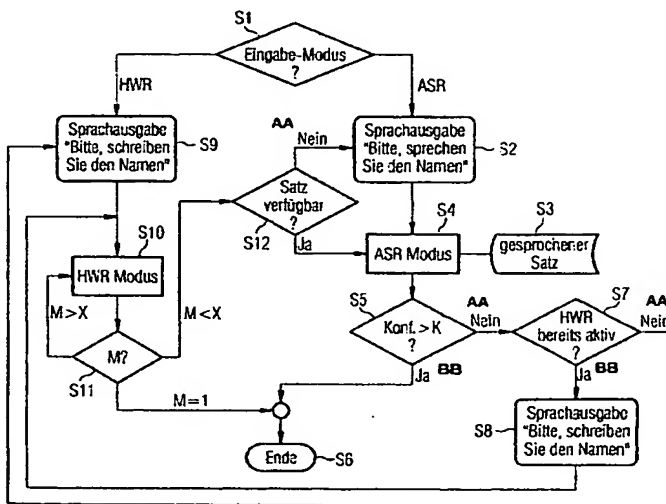 S1
Eingabe-Modus
?
HWR
ASR
Sprachausgabe
"Bitte, schreiben
Sie den Namen"
S9
AA
Nein
Sprachausgabe
"Bitte, sprechen
Sie den Namen"
S2
Satz
verfügbar
?
S12
Ja
S10
HWR Modus
S4
ASR Modus
S3
gesprochener
Satz
M>X
M<X
M?
S11
M=1
S5
Konf.>K
?
AA
Nein
Ja BB
S7
HWR
bereits aktiv
?
AA
Nein
Ja BB
Ende
S6
S8
Sprachausgabe
"Bitte, schreiben
Sie den Namen"